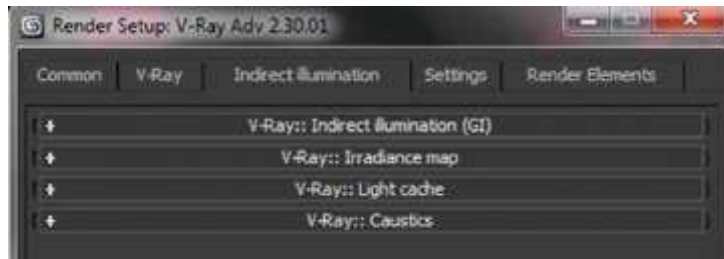 Render Setup: V-Ray Adv 2.30.01
Common V-Ray Indirect illumination Settings Render Elements
+ V-Ray:: Indirect illumination (GI)
+ V-Ray:: Irradiance map
+ V-Ray:: Light cache
+ V-Ray:: Caustics